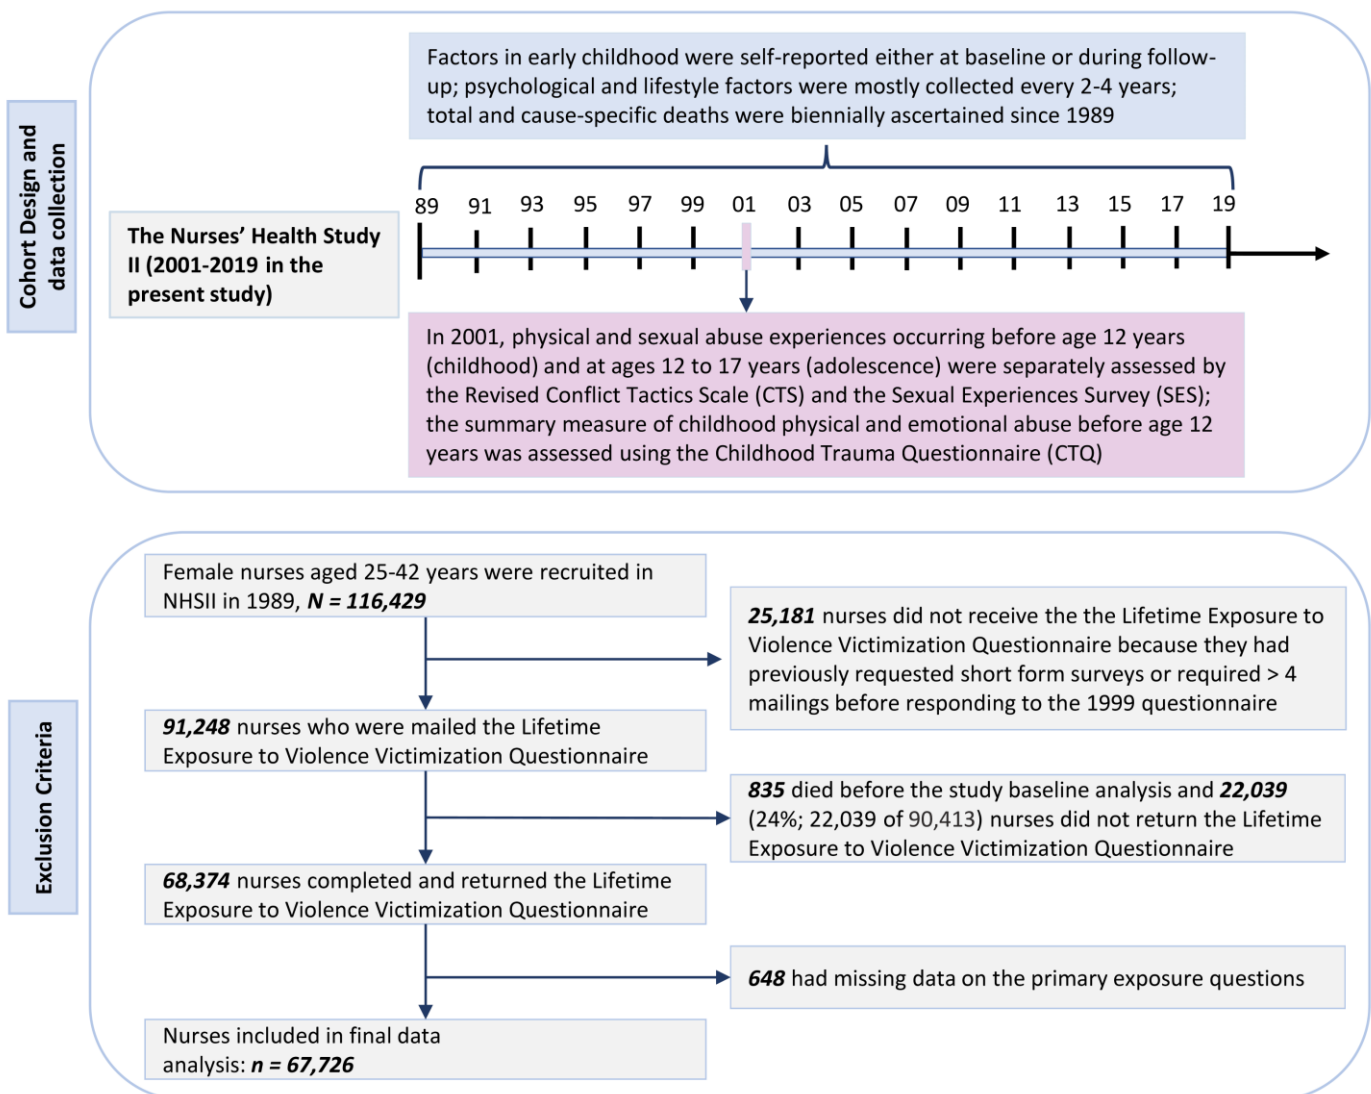 Factors in early childhood were self-reported either at baseline or during follow-
up; psychological and lifestyle factors were mostly collected every 2-4 years;
total and cause-specific deaths were biennially ascertained since 1989
Cohort Design and
data collection
89 91 93 95 97 99 01 03 05 07 09 11 13 15 17 19
The Nurses’ Health Study
II (2001-2019 in the
present study)
In 2001, physical and sexual abuse experiences occurring before age 12 years
(childhood) and at ages 12 to 17 years (adolescence) were separately assessed by
the Revised Conflict Tactics Scale (CTS) and the Sexual Experiences Survey (SES);
the summary measure of childhood physical and emotional abuse before age 12
years was assessed using the Childhood Trauma Questionnaire (CTQ)
Exclusion Criteria
Female nurses aged 25-42 years were recruited in
NHSII in 1989, N = 116,429
25,181 nurses did not receive the the Lifetime Exposure to
Violence Victimization Questionnaire because they had
previously requested short form surveys or required > 4
mailings before responding to the 1999 questionnaire
91,248 nurses who were mailed the Lifetime
Exposure to Violence Victimization Questionnaire
835 died before the study baseline analysis and 22,039
(24%; 22,039 of 90,413) nurses did not return the Lifetime
Exposure to Violence Victimization Questionnaire
68,374 nurses completed and returned the Lifetime
Exposure to Violence Victimization Questionnaire
648 had missing data on the primary exposure questions
Nurses included in final data
analysis: n = 67,726